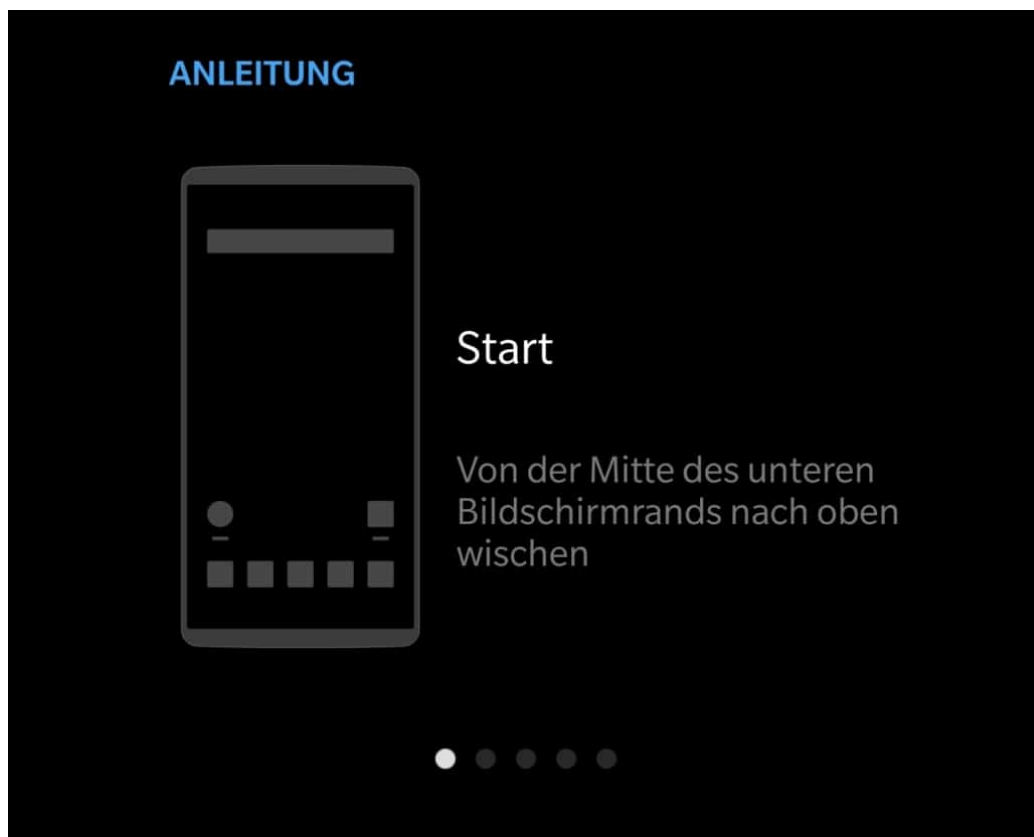 ANLEITUNG
Start
Von der Mitte des unteren
Bildschirmrands nach oben
wischen